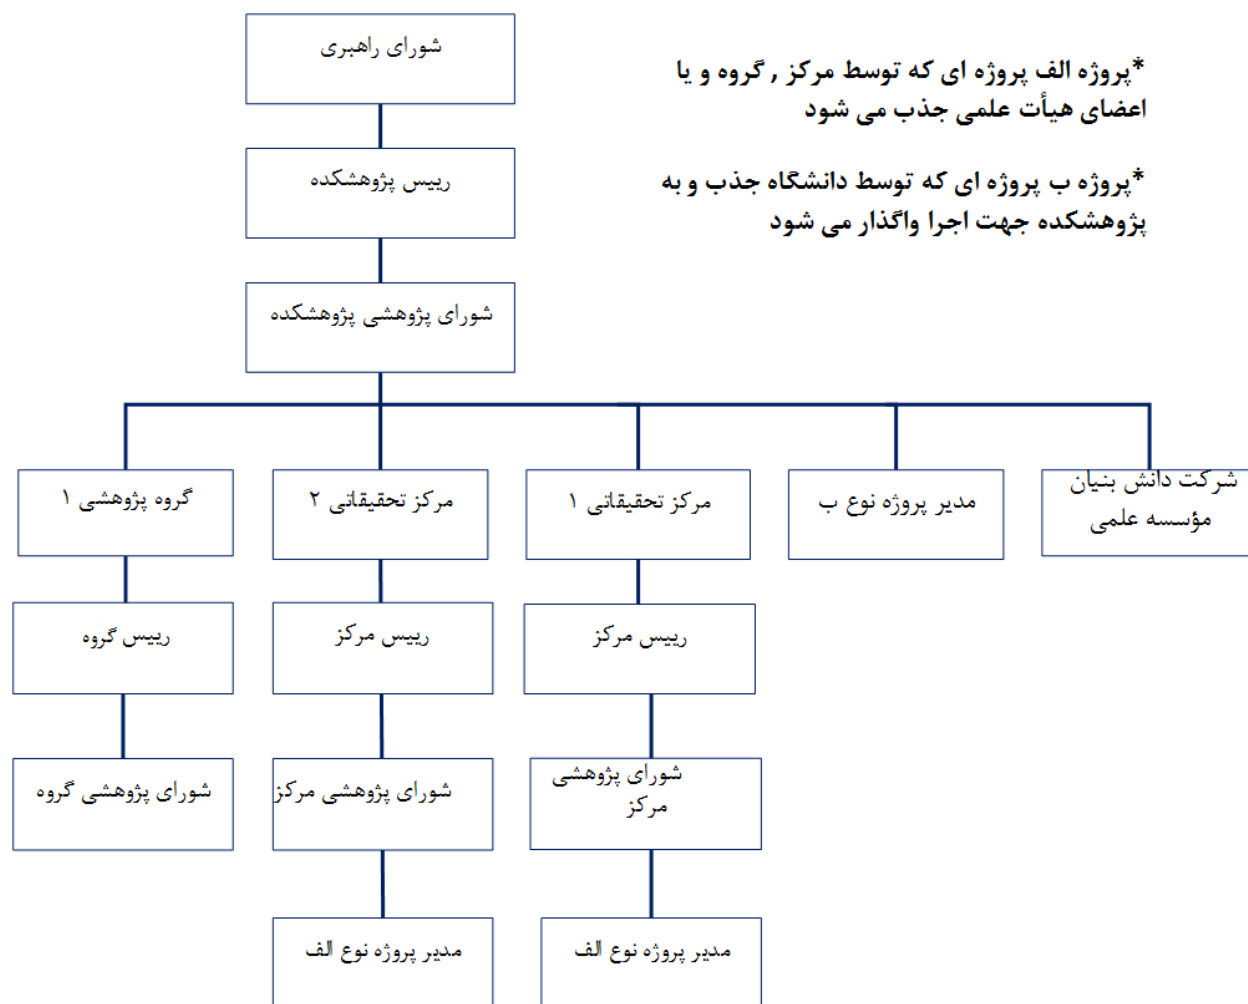 شورای راهبری
*پروژه الف پروژه ای که توسط مرکز , گروه و یا
اعضای هیأت علمی جذب می شود
رییس پژوهشکده
*پروژه ب پروژه ای که توسط دانشگاه جذب و به
پژوهشکده جهت اجرا واگذار می شود
شورای پژوهشی پژوهشکده
شرکت دانش بنیان
مؤسسه علمی
مدیر پروژه نوع ب
مرکز تحقیقاتی ۱
مرکز تحقیقاتی ۲
گروه پژوهشی ۱
رییس مرکز
رییس مرکز
رییس گروه
شورای پژوهشی
مرکز
شورای پژوهشی مرکز
شورای پژوهشی گروه
مدیر پروژه نوع الف
مدیر پروژه نوع الف